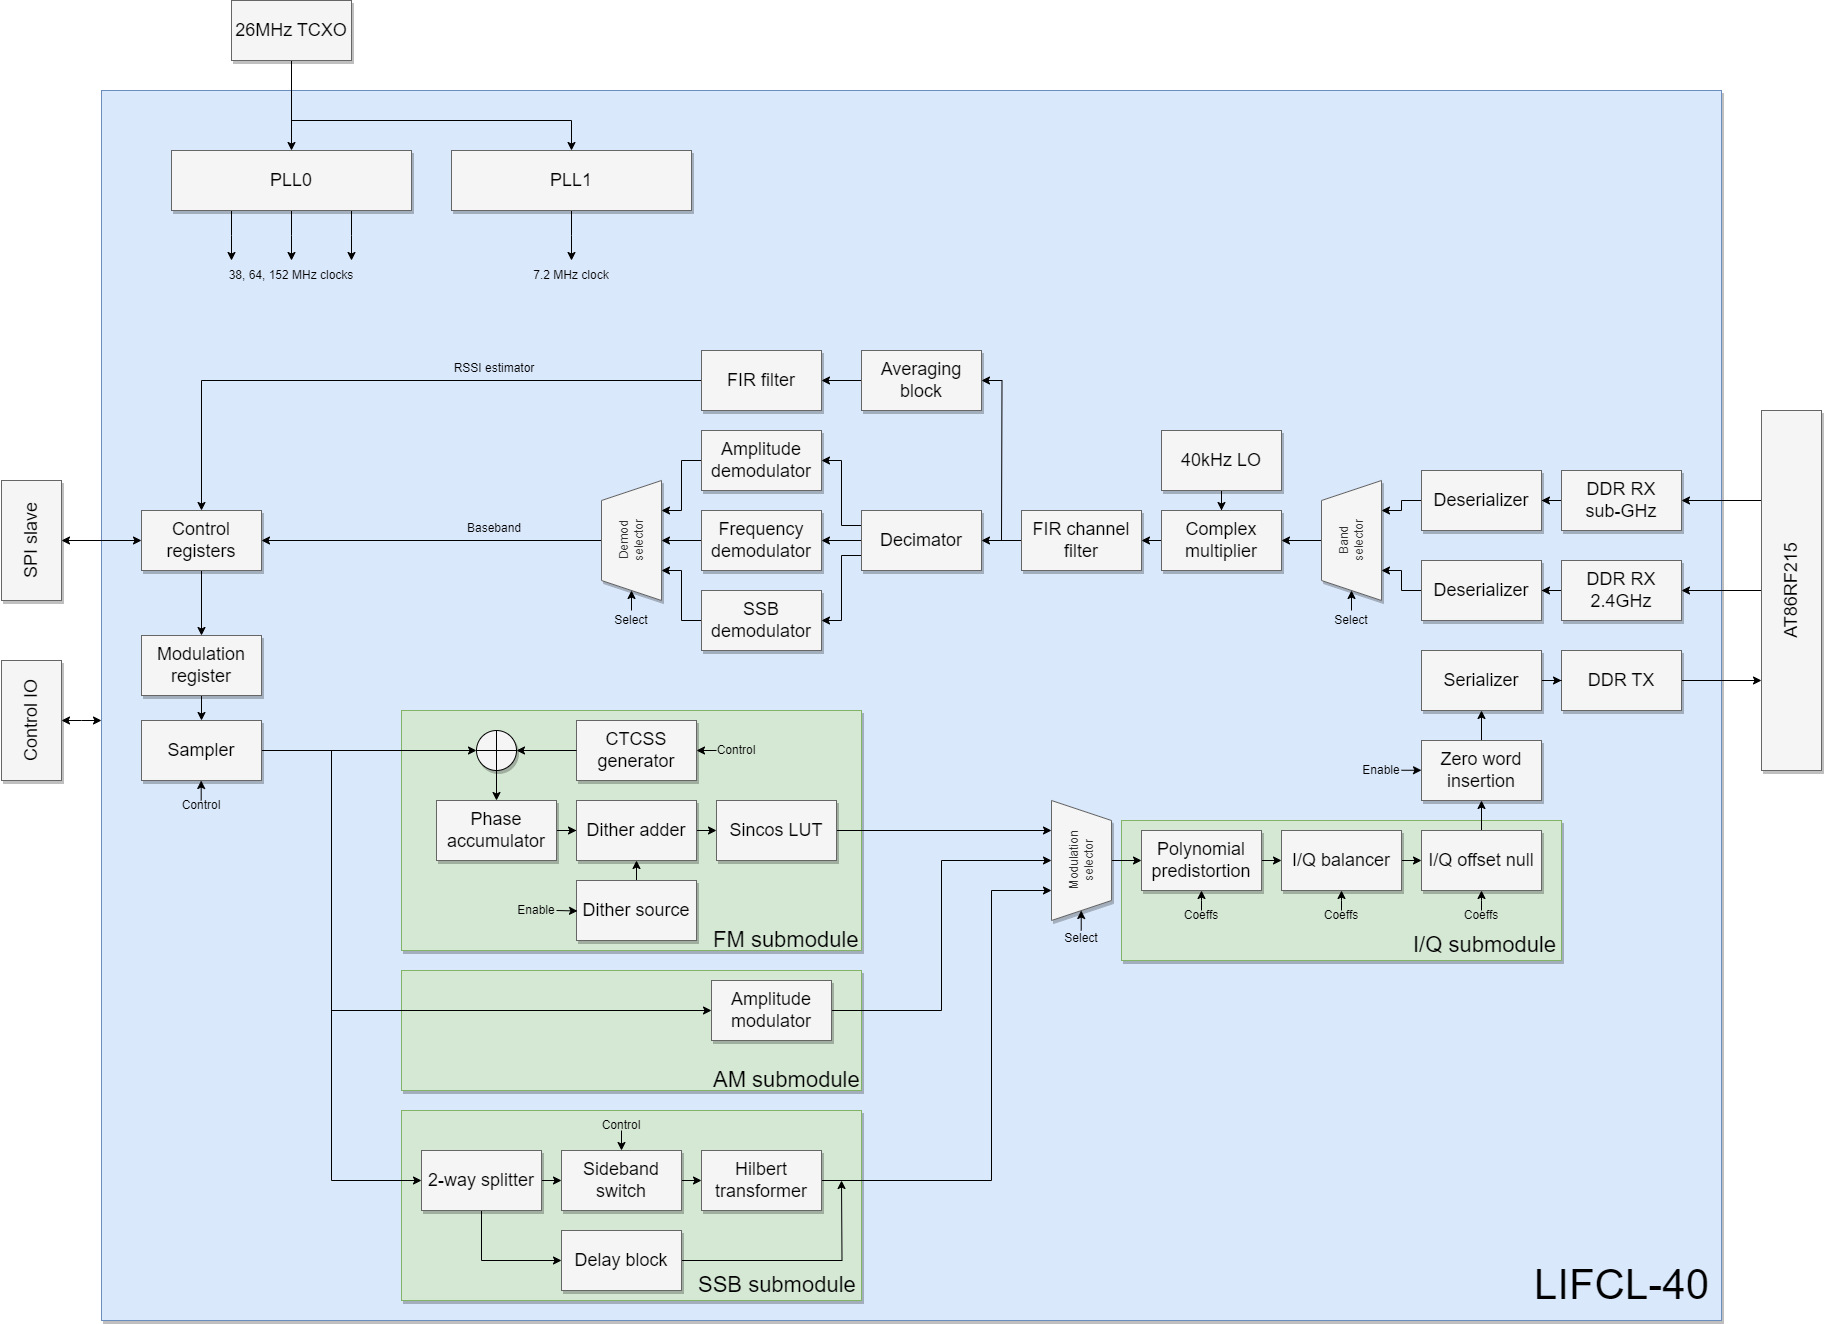 26MHz TCXO
PLL0
PLL1
38, 64, 152 MHz clocks
7.2 MHz clock
RSSI estimator
FIR filter
Averaging
block
Amplitude
demodulator
40kHz LO
Deserializer
DDR RX
sub-GHz
SPI slave
Control
registers
Baseband
Demod
selector
Frequency
demodulator
Decimator
FIR channel
filter
Complex
multiplier
Band
selector
Select
SSB
demodulator
Select
Deserializer
DDR RX
2.4GHz
AT86RF215
Control IO
Modulation
register
Serializer
DDR TX
Sampler
Control
CTCSS
generator
Control
Enable
Zero word
insertion
Phase
accumulator
Dither adder
Sincos LUT
Enable
Dither source
FM submodule
Modulation
selector
Select
Polynomial
predistortion
I/Q balancer
I/Q offset null
Coeffs
Coeffs
Coeffs
I/Q submodule
Amplitude
modulator
AM submodule
Control
2-way splitter
Sideband
switch
Hilbert
transformer
Delay block
SSB submodule
LIFCL-40